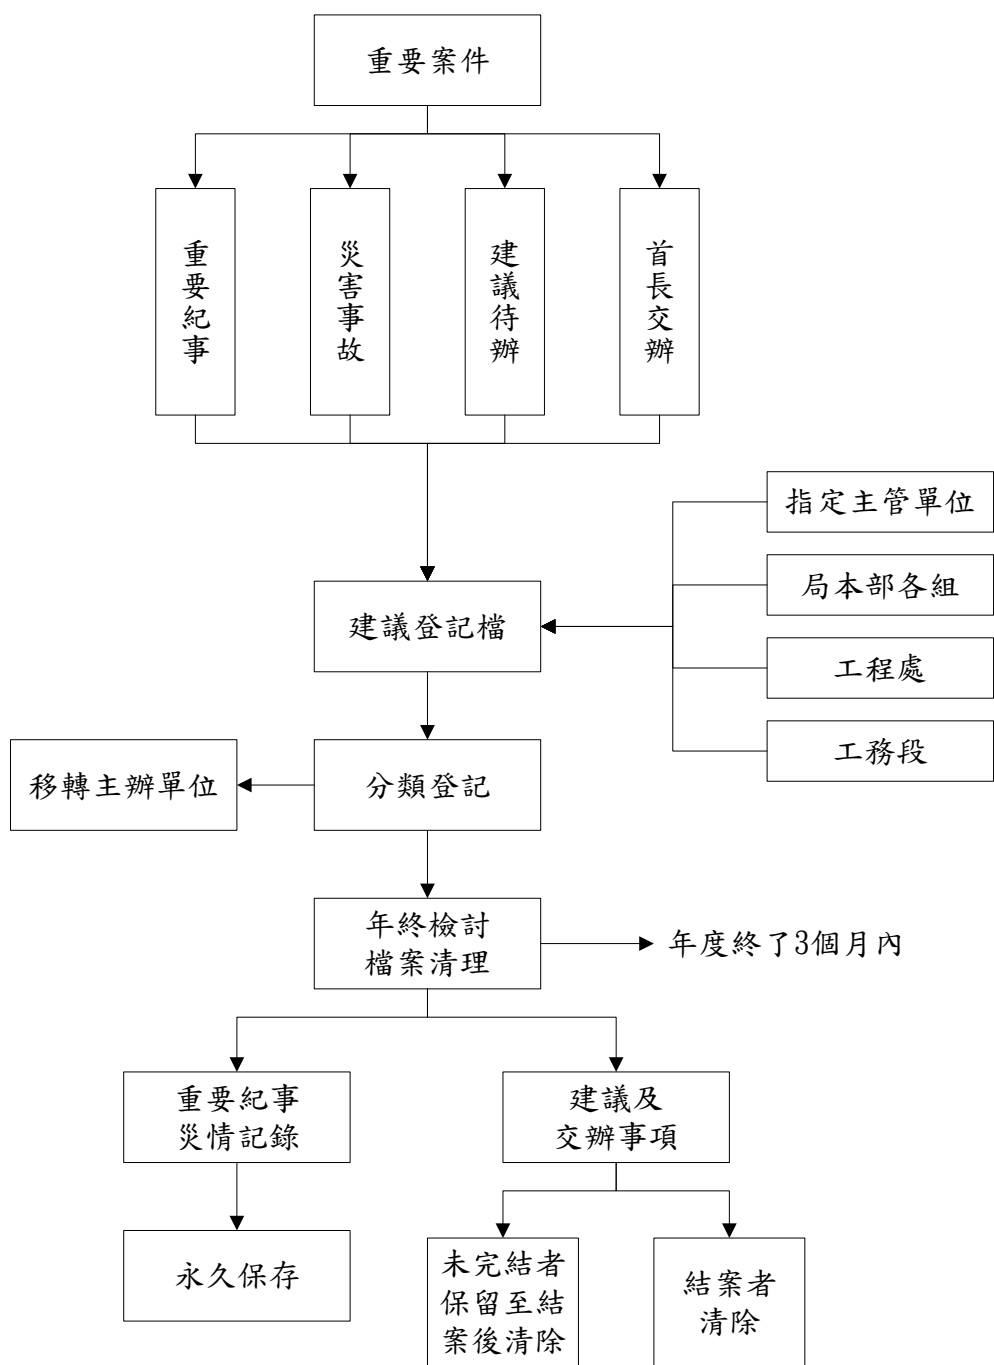 重要案件
重要紀事
災害事故
建議待辦
首長交辦
指定主管單位
局本部各組
建議登記檔
工程處
工務段
移轉主辦單位
分類登記
年終檢討
檔案清理
年度終了3個月內
重要紀事
災情記錄
建議及
交辦事項
永久保存
未完結者
保留至結
案後清除
結案者
清除